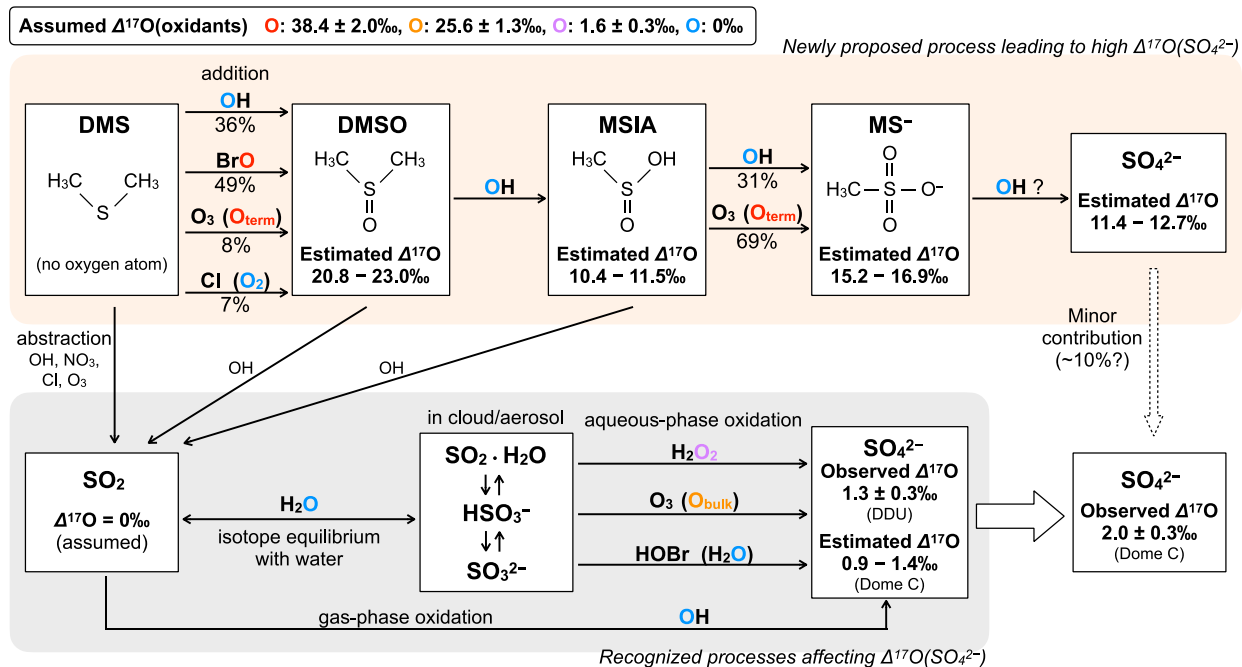 Assumed Δ¹⁷O(oxidants) O: 38.4 ± 2.0‰, O: 25.6 ± 1.3‰, O: 1.6 ± 0.3‰, O: 0‰
Newly proposed process leading to high Δ¹⁷O(SO₄²⁻)
addition
DMS
H₃C
CH₃
S
(no oxygen atom)
OH
36%
BrO
49%
O₃ (Oterm)
8%
Cl (O₂)
7%
DMSO
H₃C
CH₃
S
O
Estimated Δ¹⁷O
20.8 – 23.0‰
OH
MSIA
H₃C
OH
S
O
Estimated Δ¹⁷O
10.4 – 11.5‰
OH
31%
O₃ (Oterm)
69%
MS⁻
O
H₃C S O⁻
O
Estimated Δ¹⁷O
15.2 – 16.9‰
OH ?
SO₄²⁻
Estimated Δ¹⁷O
11.4 – 12.7‰
abstraction
OH, NO₃,
Cl, O₃
OH
OH
Minor
contribution
(~10%?)
SO₂
Δ¹⁷O = 0‰
(assumed)
H₂O
isotope equilibrium
with water
in cloud/aerosol
SO₂ · H₂O
HSO₃⁻
SO₃²⁻
aqueous-phase oxidation
H₂O₂
O₃ (Obulk)
HOBr (H₂O)
SO₄²⁻
Observed Δ¹⁷O
1.3 ± 0.3‰
(DDU)
Estimated Δ¹⁷O
0.9 – 1.4‰
(Dome C)
SO₄²⁻
Observed Δ¹⁷O
2.0 ± 0.3‰
(Dome C)
gas-phase oxidation
OH
Recognized processes affecting Δ¹⁷O(SO₄²⁻)